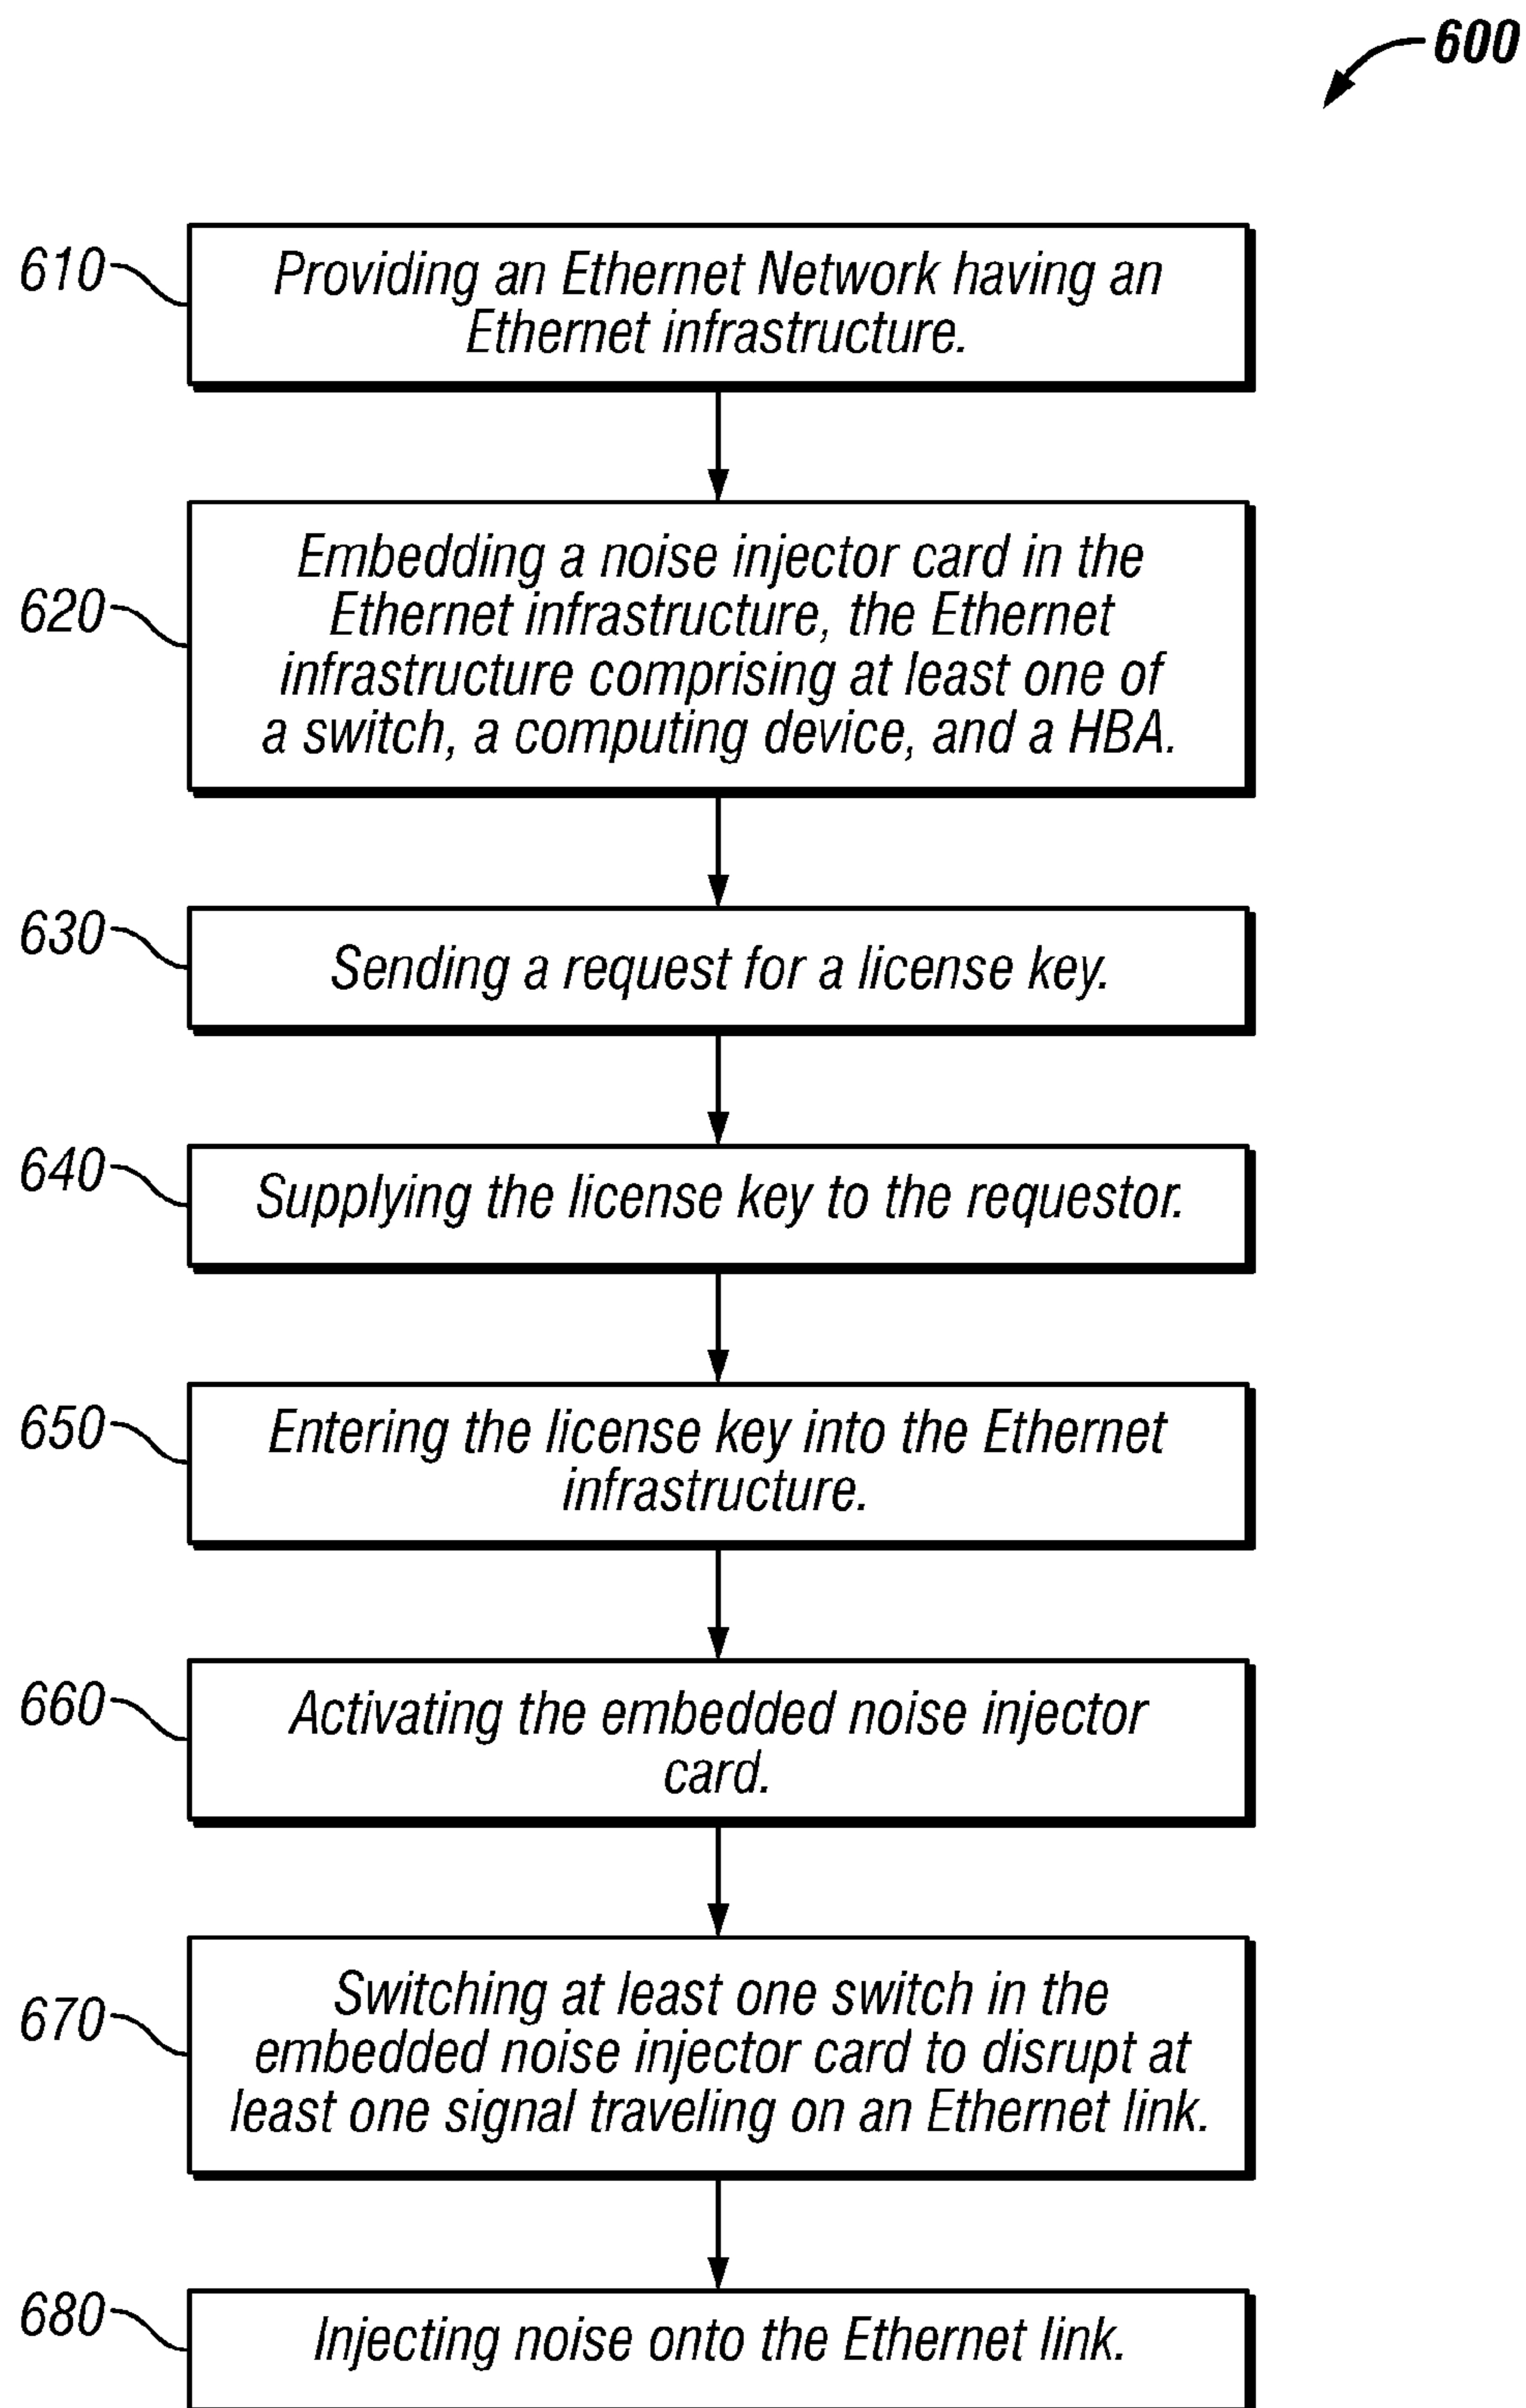 600
610
Providing an Ethernet Network having an
Ethernet infrastructure.
620
Embedding a noise injector card in the
Ethernet infrastructure, the Ethernet
infrastructure comprising at least one of
a switch, a computing device, and a HBA.
630
Sending a request for a license key.
640
Supplying the license key to the requestor.
650
Entering the license key into the Ethernet
infrastructure.
660
Activating the embedded noise injector
card.
670
Switching at least one switch in the
embedded noise injector card to disrupt at
least one signal traveling on an Ethernet link.
680
Injecting noise onto the Ethernet link.